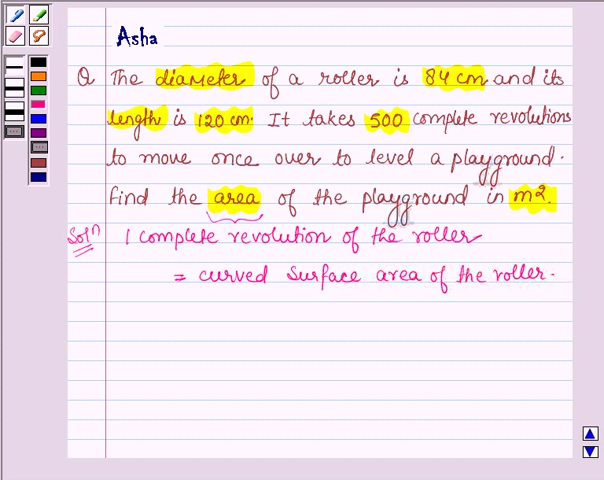 Asha
Q The diameter of a roller is 84 cm and its
length is 120 cm. It takes 500 complete revolutions
to move once over to level a playground.
Find the area of the playground in m2.
Solⁿ 1 complete revolution of the roller
= curved surface area of the roller.